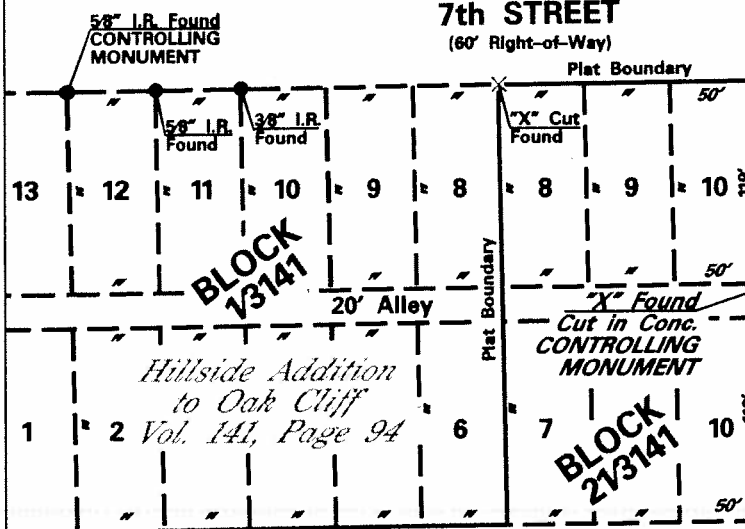 7th STREET
(60' Right-of-Way)
5/8" I.R. Found
CONTROLLING
MONUMENT
Plat Boundary
50'
5/8" I.R.
Found
3/8" I.R.
Found
"X" Cut
Found
13
12
11
10
9
8
8
9
10
BLOCK
1/3141
Plat Boundary
50'
20' Alley
"X" Found
Cut in Conc.
CONTROLLING
MONUMENT
Hillside Addition
to Oak Cliff
Vol. 141, Page 94
1
2
6
7
10
BLOCK
21/3141
50'